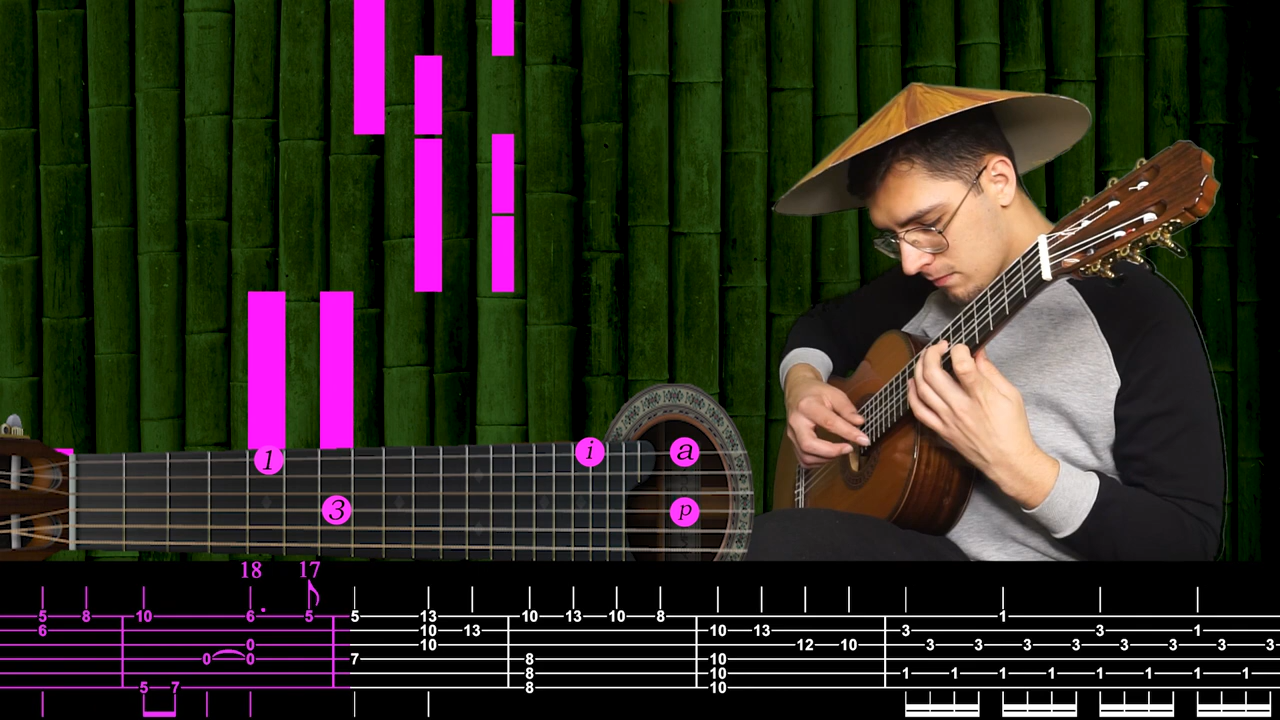 1
i
a
3
p
18 17
5 8 10 6 5 5 13 10 13 10 8 1
6 10 13 10 13 3 3 1
0 10 12 10 3 3 3 3 3 3 3 3
0 0 7 8 10
8 10 1 1 1 1 1 1 1 1
5 7 8 10